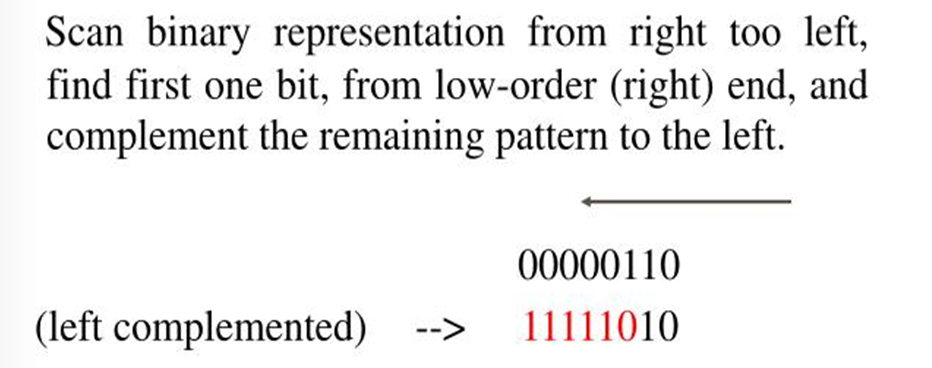 Scan binary representation from right too left,
find first one bit, from low-order (right) end, and
complement the remaining pattern to the left.
00000110
(left complemented) --> 11111010